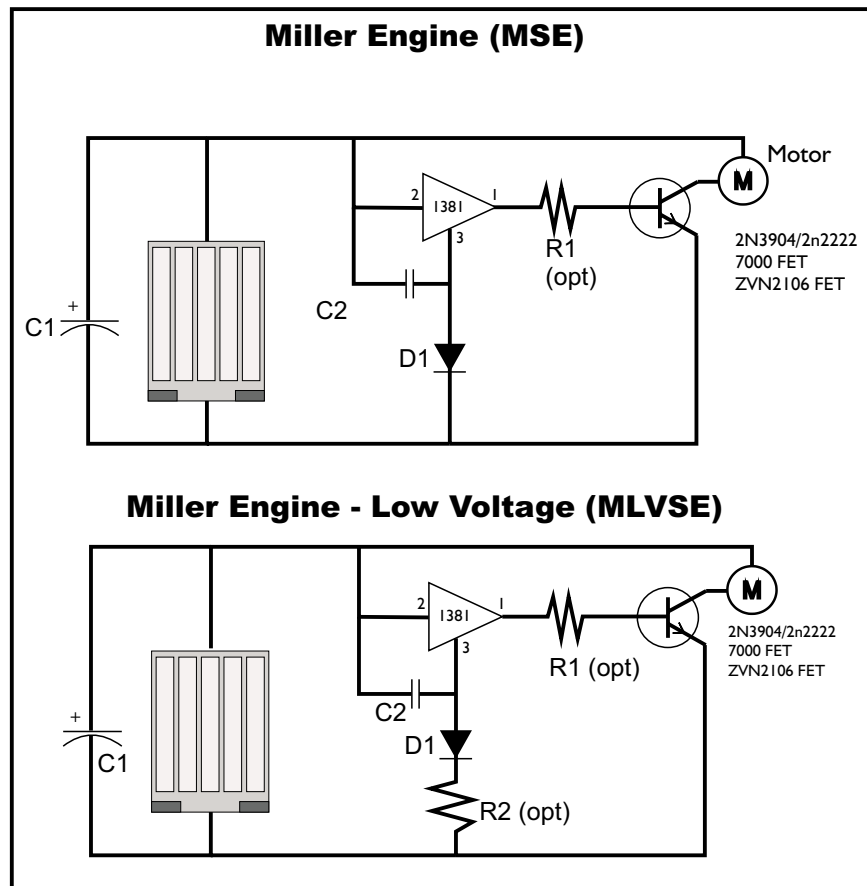 Miller Engine (MSE)
Motor
M
2
1381
1
3
R1
(opt)
2N3904/2n2222
7000 FET
ZVN2106 FET
C2
+
C1
D1
Miller Engine - Low Voltage (MLVSE)
M
2
1381
1
3
R1 (opt)
2N3904/2n2222
7000 FET
ZVN2106 FET
C2
+
C1
D1
R2 (opt)